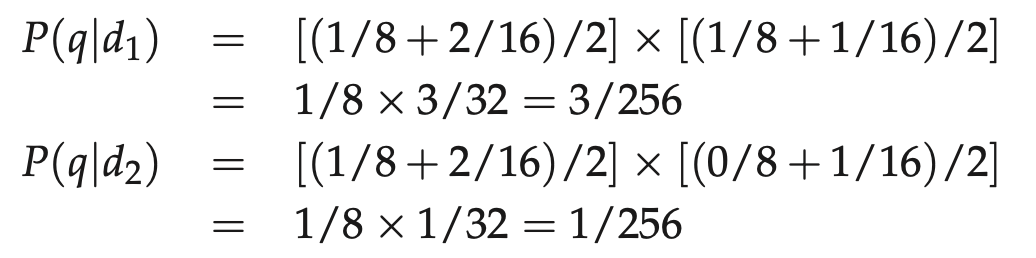 P(q|d₁) = [(1/8 + 2/16)/2] × [(1/8 + 1/16)/2]
= 1/8 × 3/32 = 3/256
P(q|d₂) = [(1/8 + 2/16)/2] × [(0/8 + 1/16)/2]
= 1/8 × 1/32 = 1/256